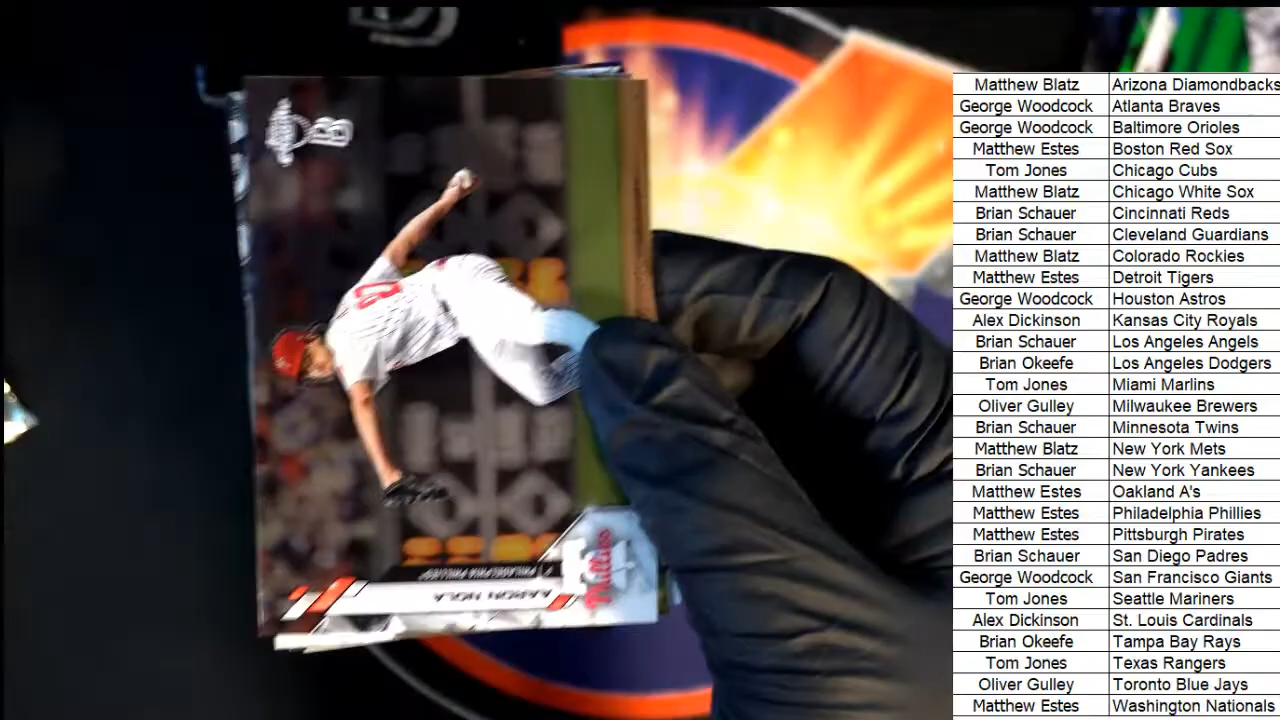 AARON NOLA
PHILADELPHIA PHILLIES
Phillies
Matthew Blatz Arizona Diamondbacks
George Woodcock Atlanta Braves
George Woodcock Baltimore Orioles
Matthew Estes Boston Red Sox
Tom Jones Chicago Cubs
Matthew Blatz Chicago White Sox
Brian Schauer Cincinnati Reds
Brian Schauer Cleveland Guardians
Matthew Blatz Colorado Rockies
Matthew Estes Detroit Tigers
George Woodcock Houston Astros
Alex Dickinson Kansas City Royals
Brian Schauer Los Angeles Angels
Brian Okeefe Los Angeles Dodgers
Tom Jones Miami Marlins
Oliver Gulley Milwaukee Brewers
Brian Schauer Minnesota Twins
Matthew Blatz New York Mets
Brian Schauer New York Yankees
Matthew Estes Oakland A's
Matthew Estes Philadelphia Phillies
Matthew Estes Pittsburgh Pirates
Brian Schauer San Diego Padres
George Woodcock San Francisco Giants
Tom Jones Seattle Mariners
Alex Dickinson St. Louis Cardinals
Brian Okeefe Tampa Bay Rays
Tom Jones Texas Rangers
Oliver Gulley Toronto Blue Jays
Matthew Estes Washington Nationals